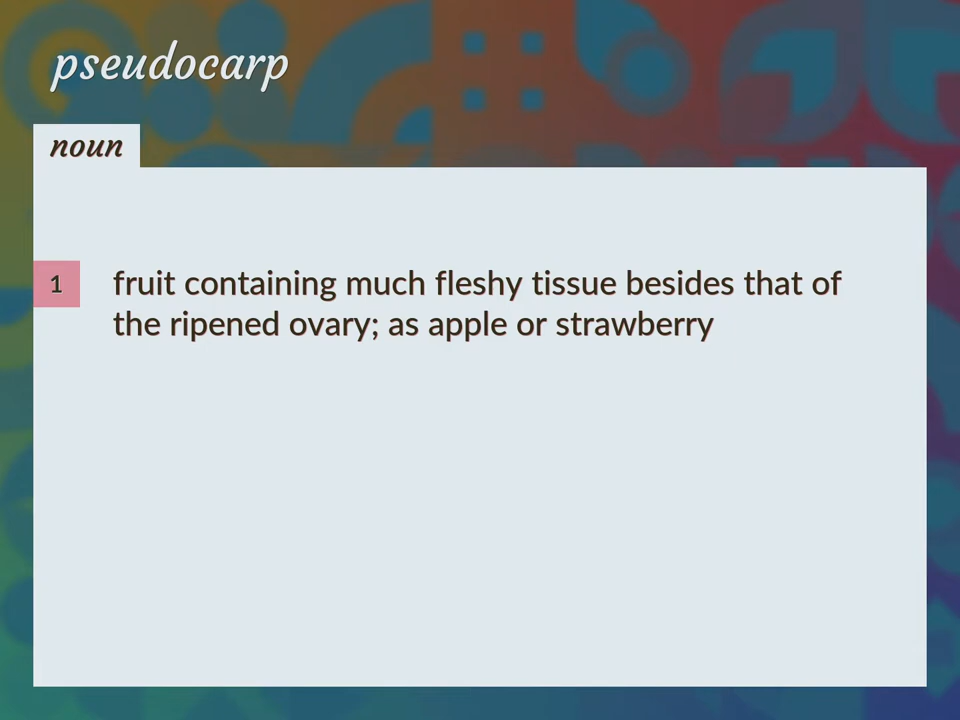 pseudocarp
noun
1
fruit containing much fleshy tissue besides that of
the ripened ovary; as apple or strawberry